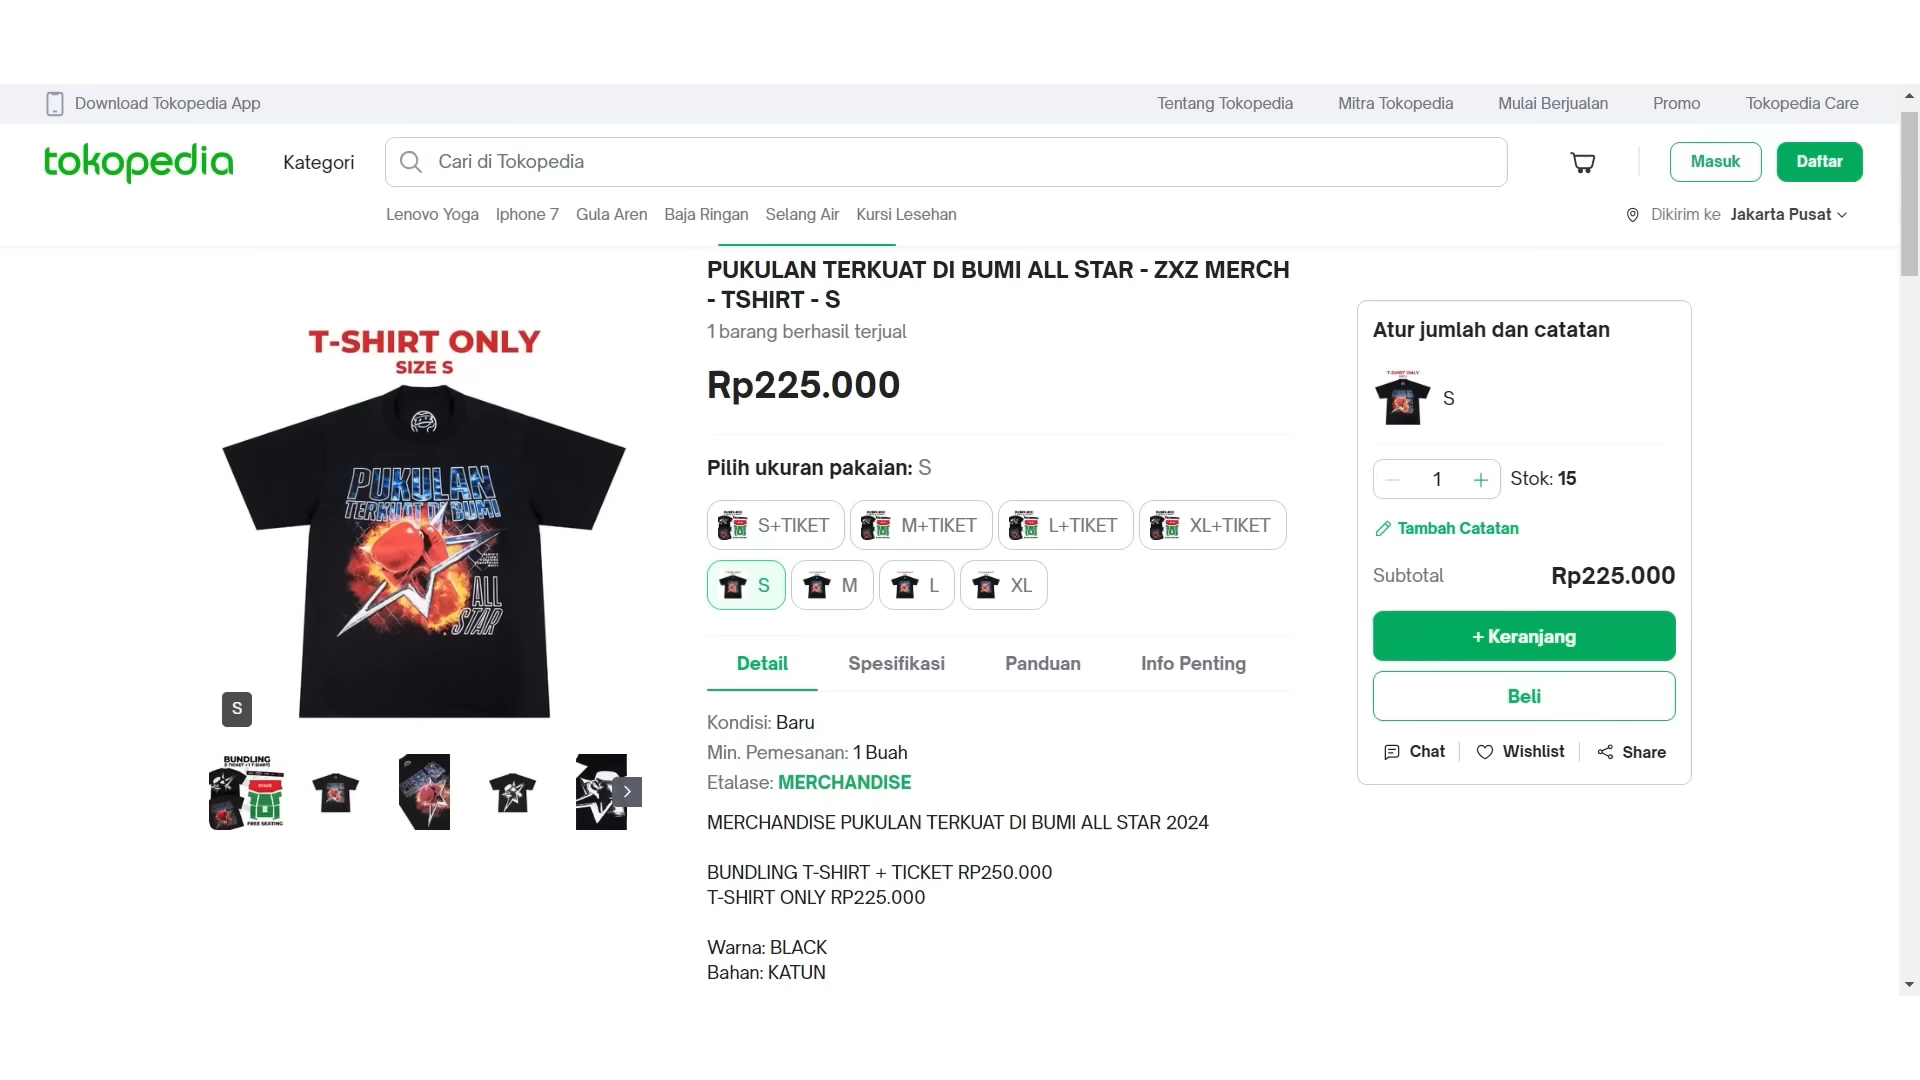 Download Tokopedia App
Tentang Tokopedia
Mitra Tokopedia
Mulai Berjualan
Promo
Tokopedia Care
tokopedia
Kategori
Cari di Tokopedia
Masuk
Daftar
Lenovo Yoga
Iphone 7
Gula Aren
Baja Ringan
Selang Air
Kursi Lesehan
Dikirim ke Jakarta Pusat
T-SHIRT ONLY
SIZE S
PUKULAN
TERKUAT DI BUMI
ALL
STAR
S
BUNDLING
STAGE
FREE SEATING
PUKULAN TERKUAT DI BUMI ALL STAR - ZXZ MERCH
- TSHIRT - S
1 barang berhasil terjual
Rp225.000
Pilih ukuran pakaian: S
S+TIKET
M+TIKET
L+TIKET
XL+TIKET
S
M
L
XL
Detail
Spesifikasi
Panduan
Info Penting
Kondisi: Baru
Min. Pemesanan: 1 Buah
Etalase: MERCHANDISE
MERCHANDISE PUKULAN TERKUAT DI BUMI ALL STAR 2024
BUNDLING T-SHIRT + TICKET RP250.000
T-SHIRT ONLY RP225.000
Warna: BLACK
Bahan: KATUN
Atur jumlah dan catatan
T-SHIRT ONLY
S
1
Stok: 15
Tambah Catatan
Subtotal
Rp225.000
+ Keranjang
Beli
Chat
Wishlist
Share